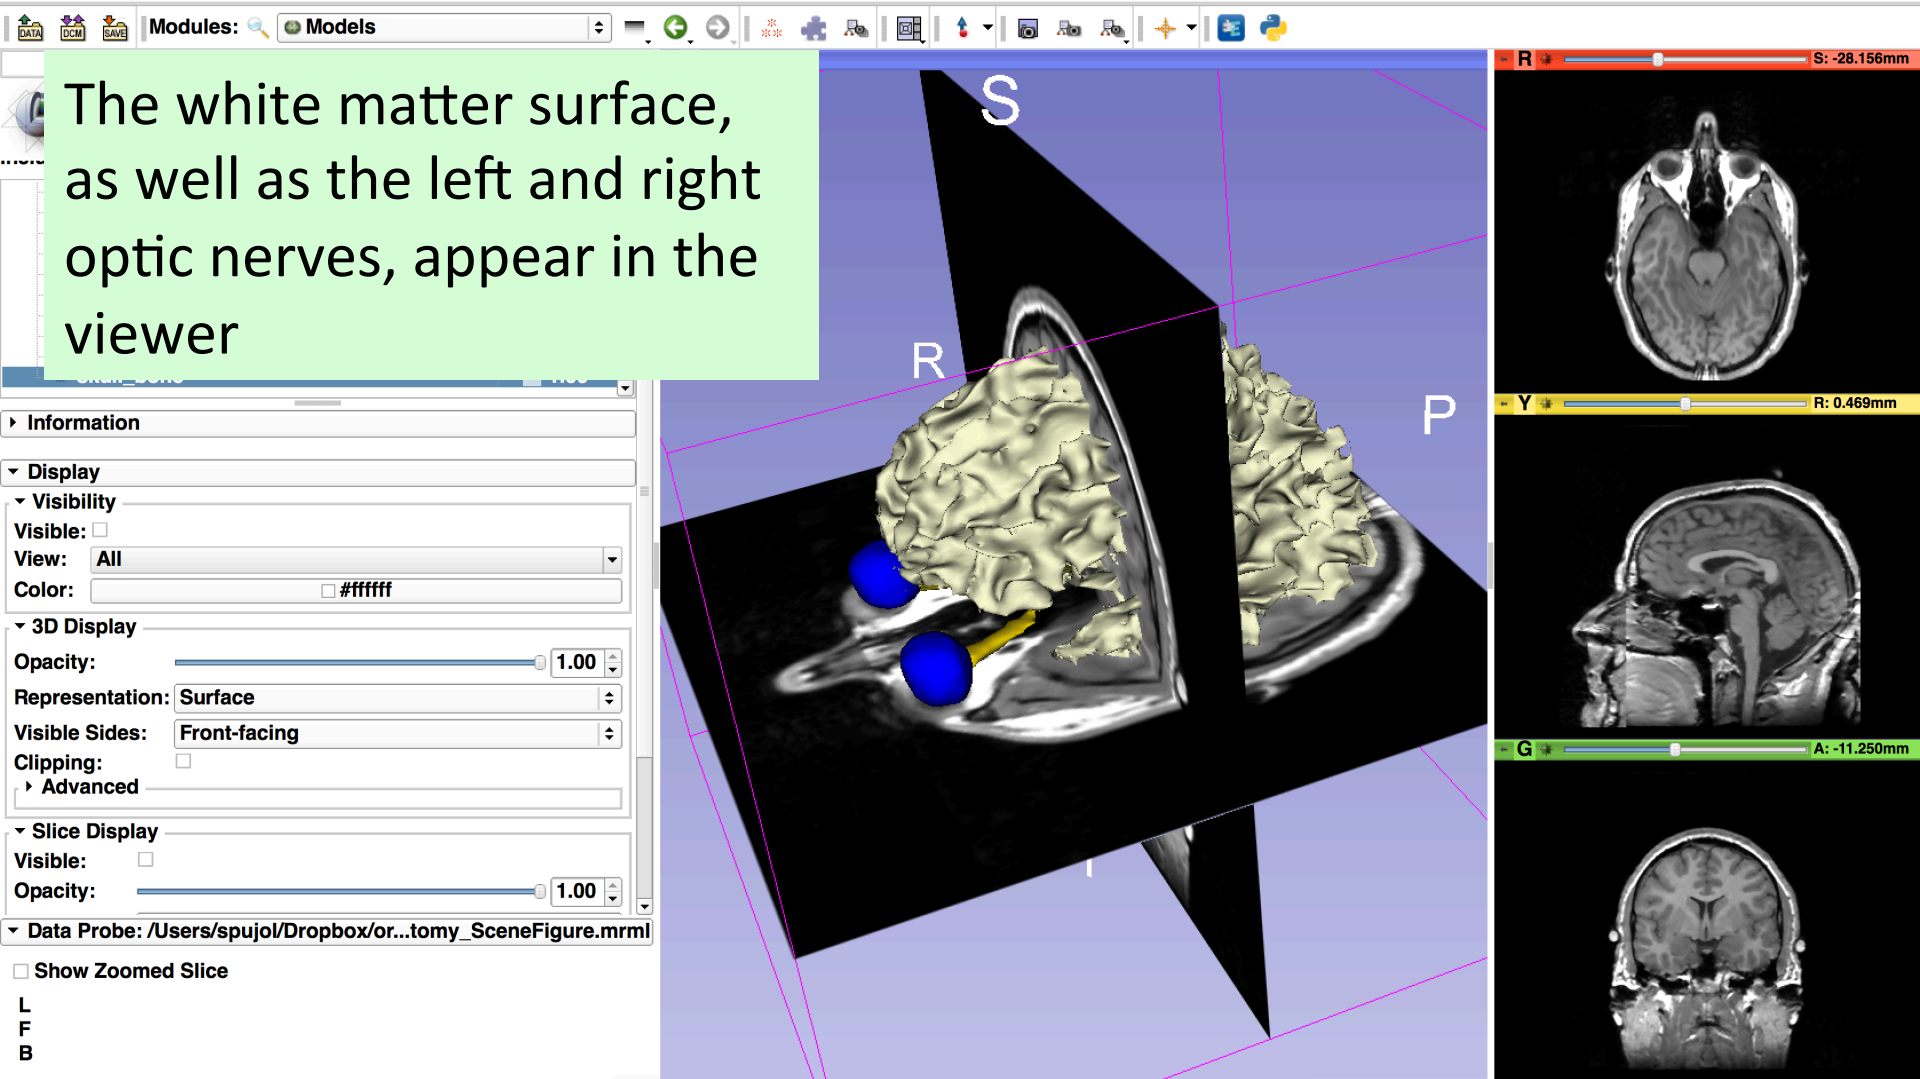 DATA
DCM
SAVE
Modules:
Models
The white matter surface,
as well as the left and right
optic nerves, appear in the
viewer
Information
Display
Visibility
Visible:
View: All
Color: #ffffff
3D Display
Opacity: 1.00
Representation: Surface
Visible Sides: Front-facing
Clipping:
Advanced
Slice Display
Visible:
Opacity: 1.00
Data Probe: /Users/spujol/Dropbox/or...tomy_SceneFigure.mrml
Show Zoomed Slice
L
F
B
S
R
P
R S: -28.156mm
Y R: 0.469mm
G A: -11.250mm